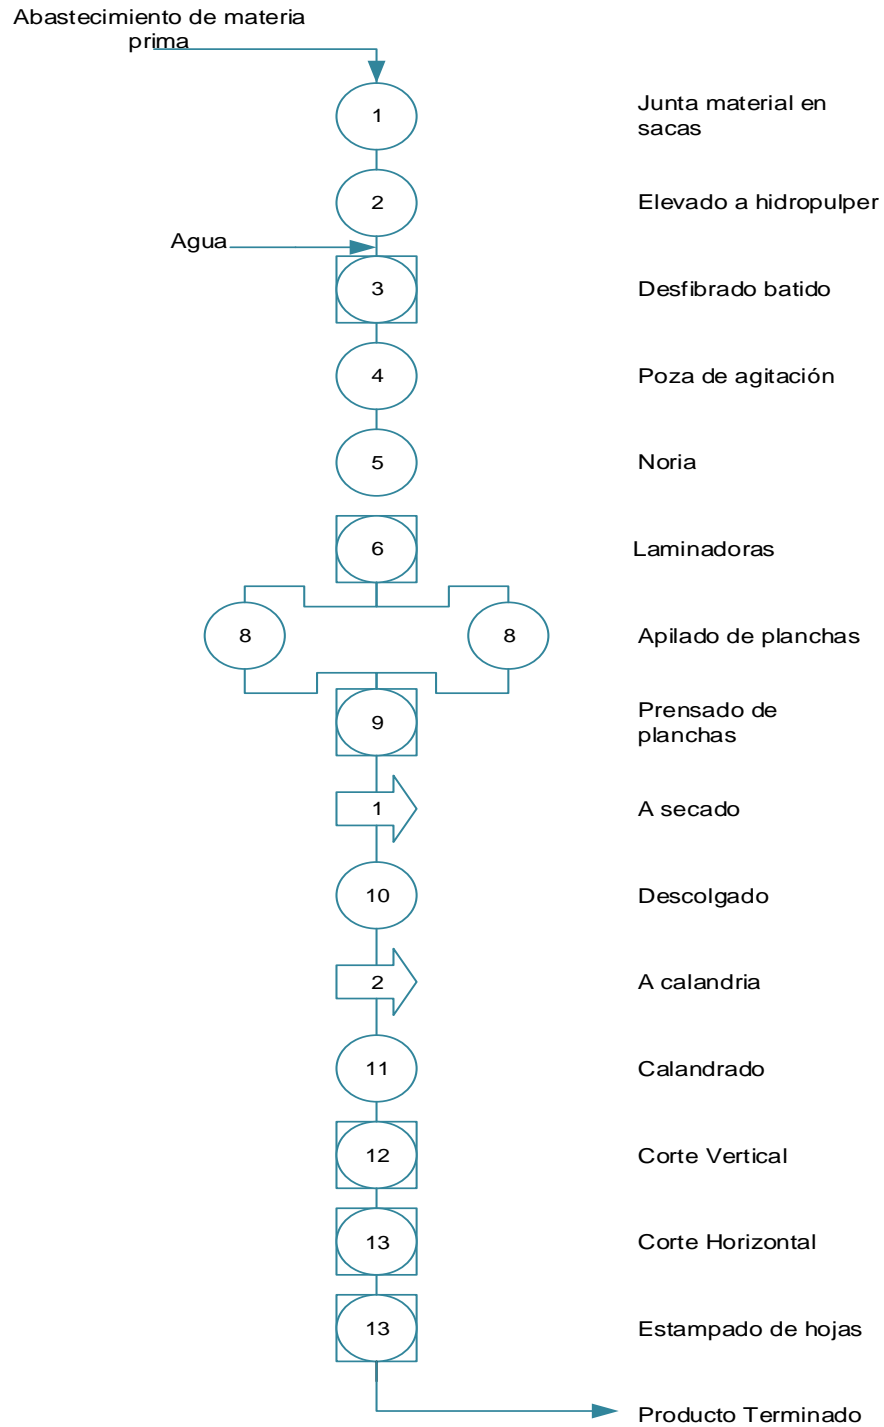 Abastecimiento de materia
prima
1
Junta material en
sacas
2
Elevado a hidropulper
Agua
3
Desfibrado batido
4
Poza de agitación
5
Noria
6
Laminadoras
8
8
Apilado de planchas
9
Prensado de
planchas
1
A secado
10
Descolgado
2
A calandria
11
Calandrado
12
Corte Vertical
13
Corte Horizontal
13
Estampado de hojas
Producto Terminado